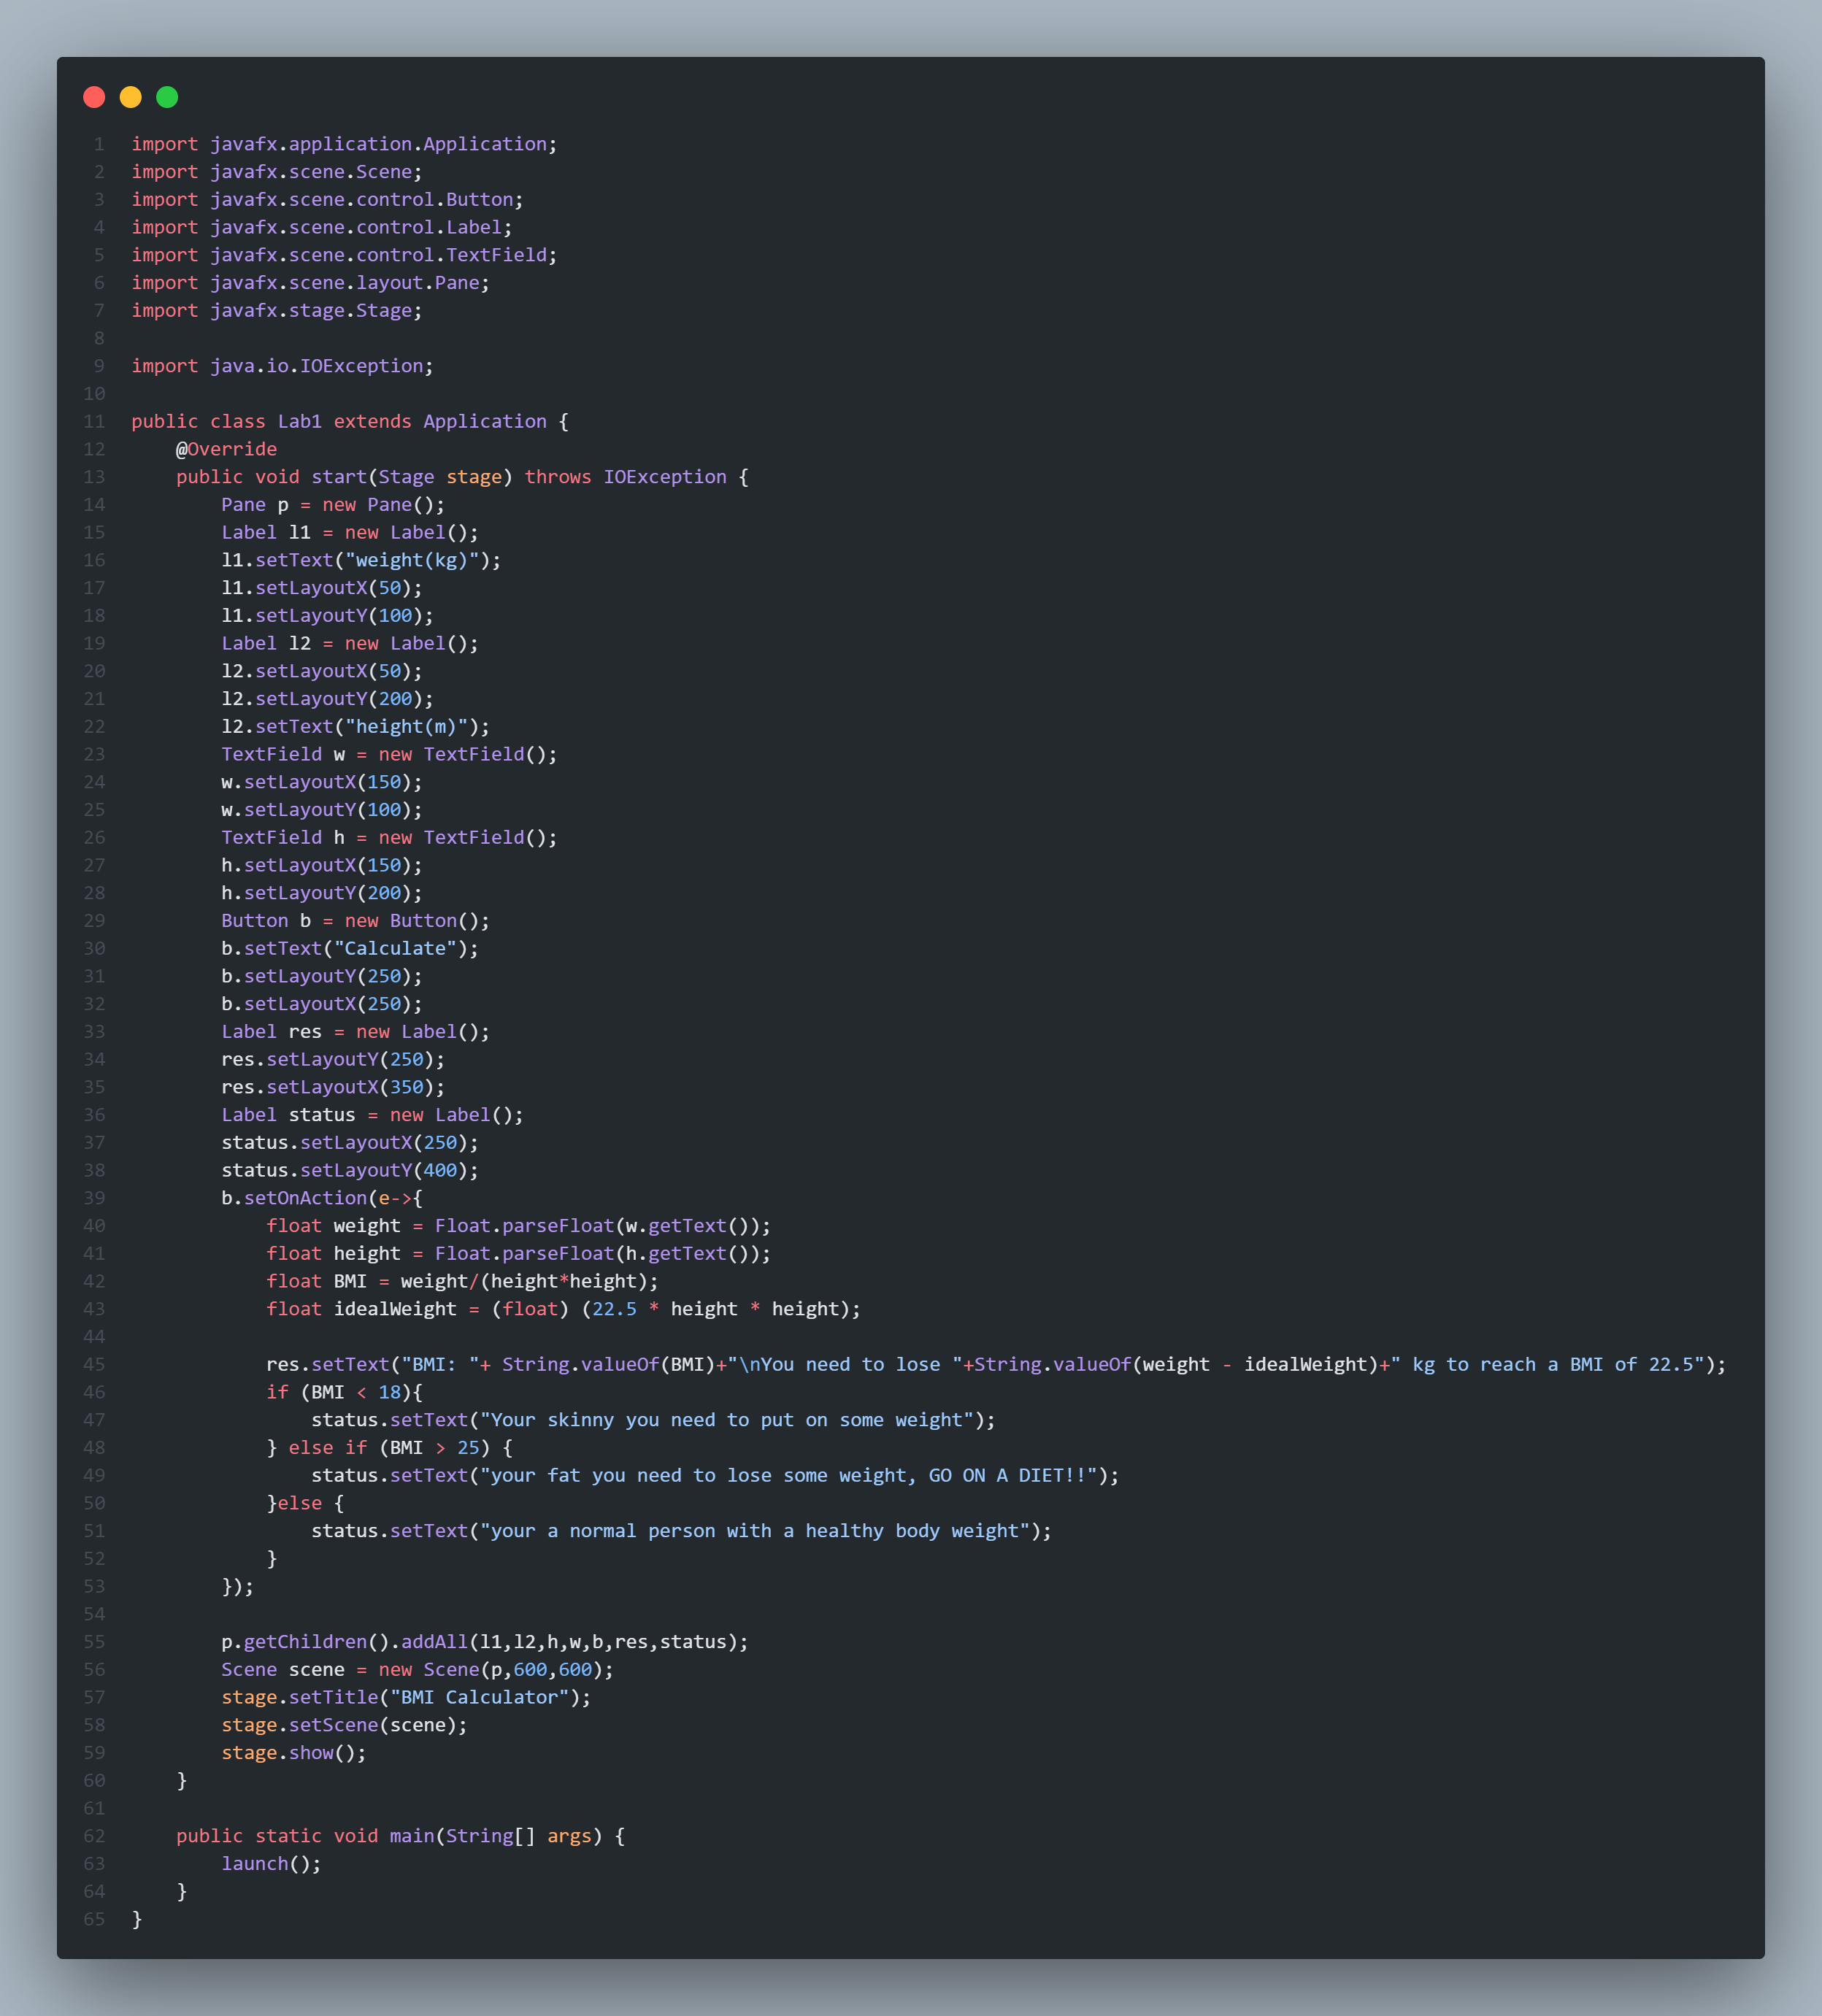 1 import javafx.application.Application;
2 import javafx.scene.Scene;
3 import javafx.scene.control.Button;
4 import javafx.scene.control.Label;
5 import javafx.scene.control.TextField;
6 import javafx.scene.layout.Pane;
7 import javafx.stage.Stage;
8
9 import java.io.IOException;
10
11 public class Lab1 extends Application {
12     @Override
13     public void start(Stage stage) throws IOException {
14         Pane p = new Pane();
15         Label l1 = new Label();
16         l1.setText("weight(kg)");
17         l1.setLayoutX(50);
18         l1.setLayoutY(100);
19         Label l2 = new Label();
20         l2.setLayoutX(50);
21         l2.setLayoutY(200);
22         l2.setText("height(m)");
23         TextField w = new TextField();
24         w.setLayoutX(150);
25         w.setLayoutY(100);
26         TextField h = new TextField();
27         h.setLayoutX(150);
28         h.setLayoutY(200);
29         Button b = new Button();
30         b.setText("Calculate");
31         b.setLayoutY(250);
32         b.setLayoutX(250);
33         Label res = new Label();
34         res.setLayoutY(250);
35         res.setLayoutX(350);
36         Label status = new Label();
37         status.setLayoutX(250);
38         status.setLayoutY(400);
39         b.setOnAction(e->{
40             float weight = Float.parseFloat(w.getText());
41             float height = Float.parseFloat(h.getText());
42             float BMI = weight/(height*height);
43             float idealWeight = (float) (22.5 * height * height);
44
45             res.setText("BMI: "+ String.valueOf(BMI)+"\nYou need to lose "+String.valueOf(weight - idealWeight)+" kg to reach a BMI of 22.5");
46             if (BMI < 18){
47                 status.setText("Your skinny you need to put on some weight");
48             } else if (BMI > 25) {
49                 status.setText("your fat you need to lose some weight, GO ON A DIET!!");
50             }else {
51                 status.setText("your a normal person with a healthy body weight");
52             }
53         });
54
55         p.getChildren().addAll(l1,l2,h,w,b,res,status);
56         Scene scene = new Scene(p,600,600);
57         stage.setTitle("BMI Calculator");
58         stage.setScene(scene);
59         stage.show();
60     }
61
62     public static void main(String[] args) {
63         launch();
64     }
65 }